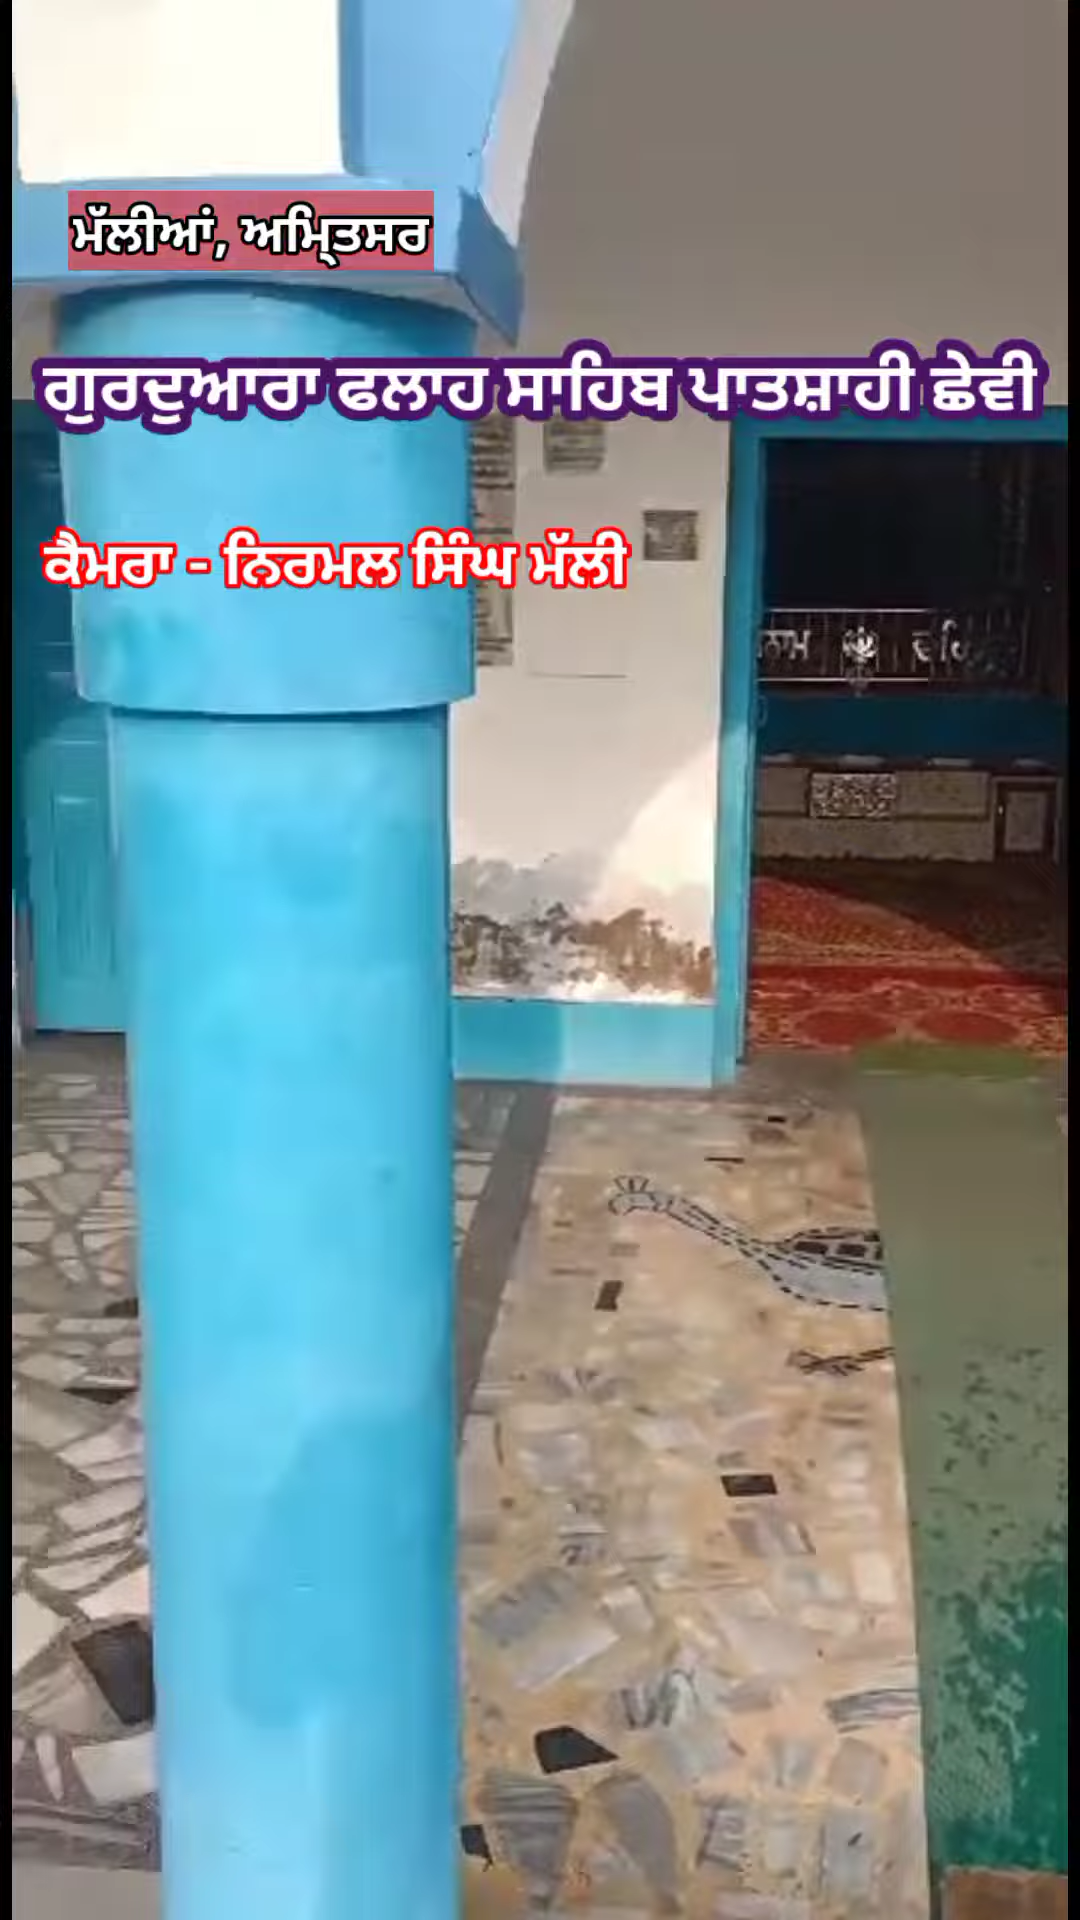 ਮੱਲੀਆਂ, ਅਮ੍ਰਿਤਸਰ
ਗੁਰਦੁਆਰਾ ਫਲਾਹ ਸਾਹਿਬ ਪਾਤਸ਼ਾਹੀ ਛੇਵੀ
ਕੈਮਰਾ - ਨਿਰਮਲ ਸਿੰਘ ਮੱਲੀ